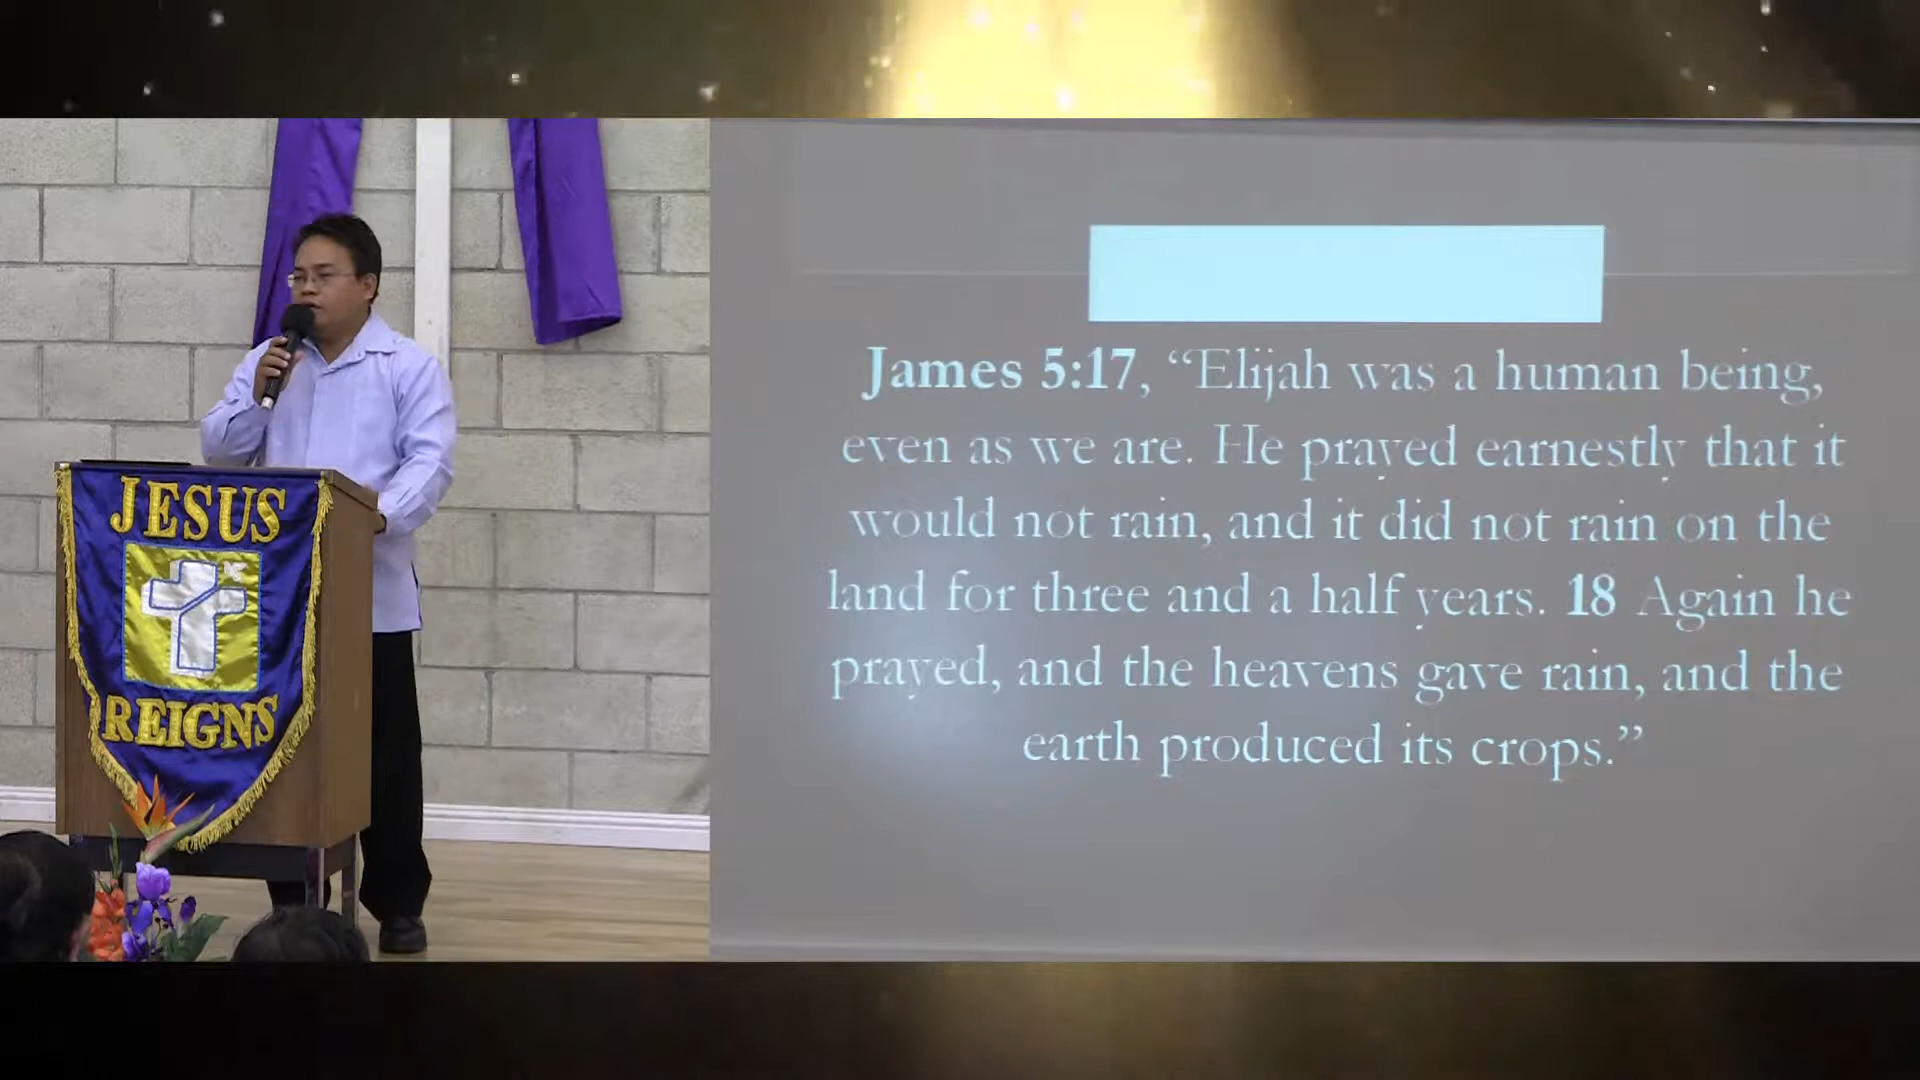 JESUS
REIGNS
James 5:17, “Elijah was a human being,
even as we are. He prayed earnestly that it
would not rain, and it did not rain on the
land for three and a half years. 18 Again he
prayed, and the heavens gave rain, and the
earth produced its crops.”